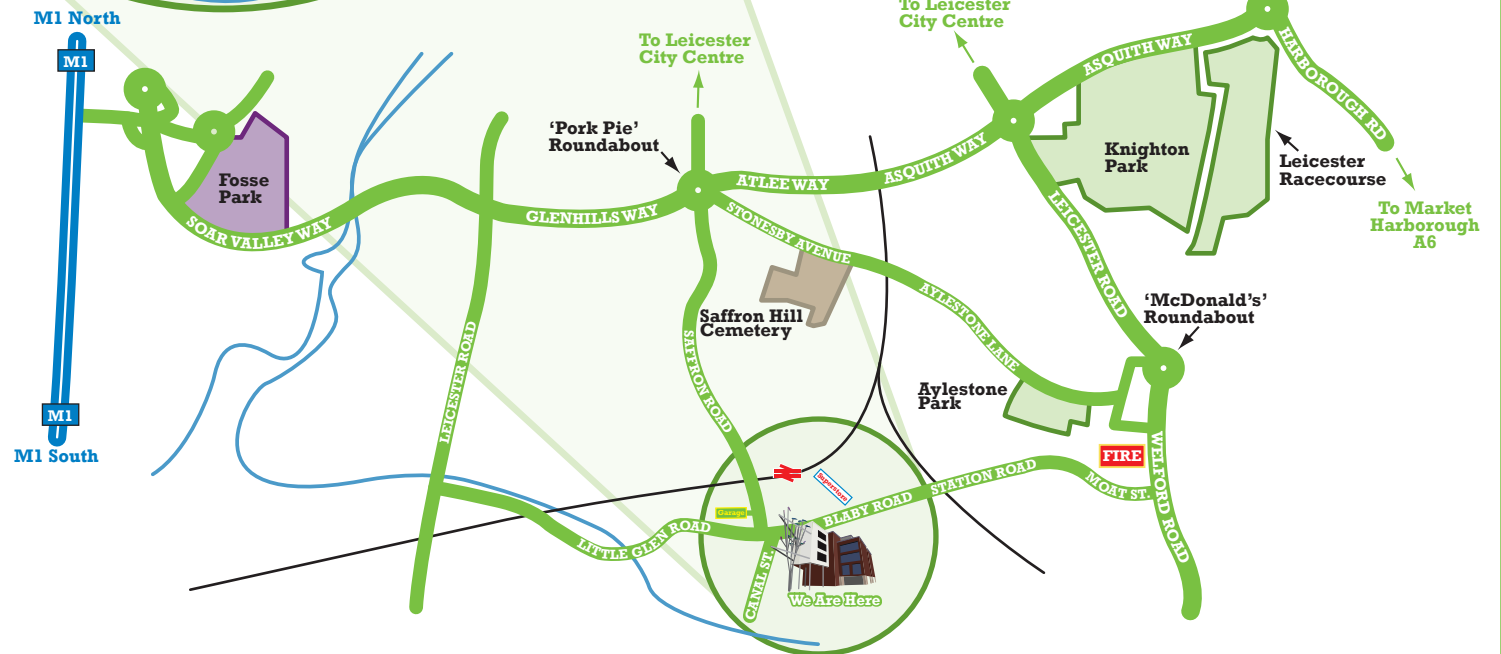 M1 North
M1
To Leicester
City Centre
To Leicester
City Centre
ASQUITH WAY
HARBOROUGH RD
'Pork Pie'
Roundabout
ATLEE WAY
ASQUITH WAY
Knighton
Park
Leicester
Racecourse
Fosse
Park
SOAR VALLEY WAY
GLENHILLS WAY
STONESBY AVENUE
LEICESTER ROAD
To Market
Harborough
A6
Saffron Hill
Cemetery
AYLESTONE LANE
'McDonald's'
Roundabout
LEICESTER ROAD
SAFFRON ROAD
Aylestone
Park
M1
M1 South
FIRE
WELFORD ROAD
Superstore
STATION ROAD
MOAT ST.
BLABY ROAD
Garage
LITTLE GLEN ROAD
CANAL ST.
We Are Here